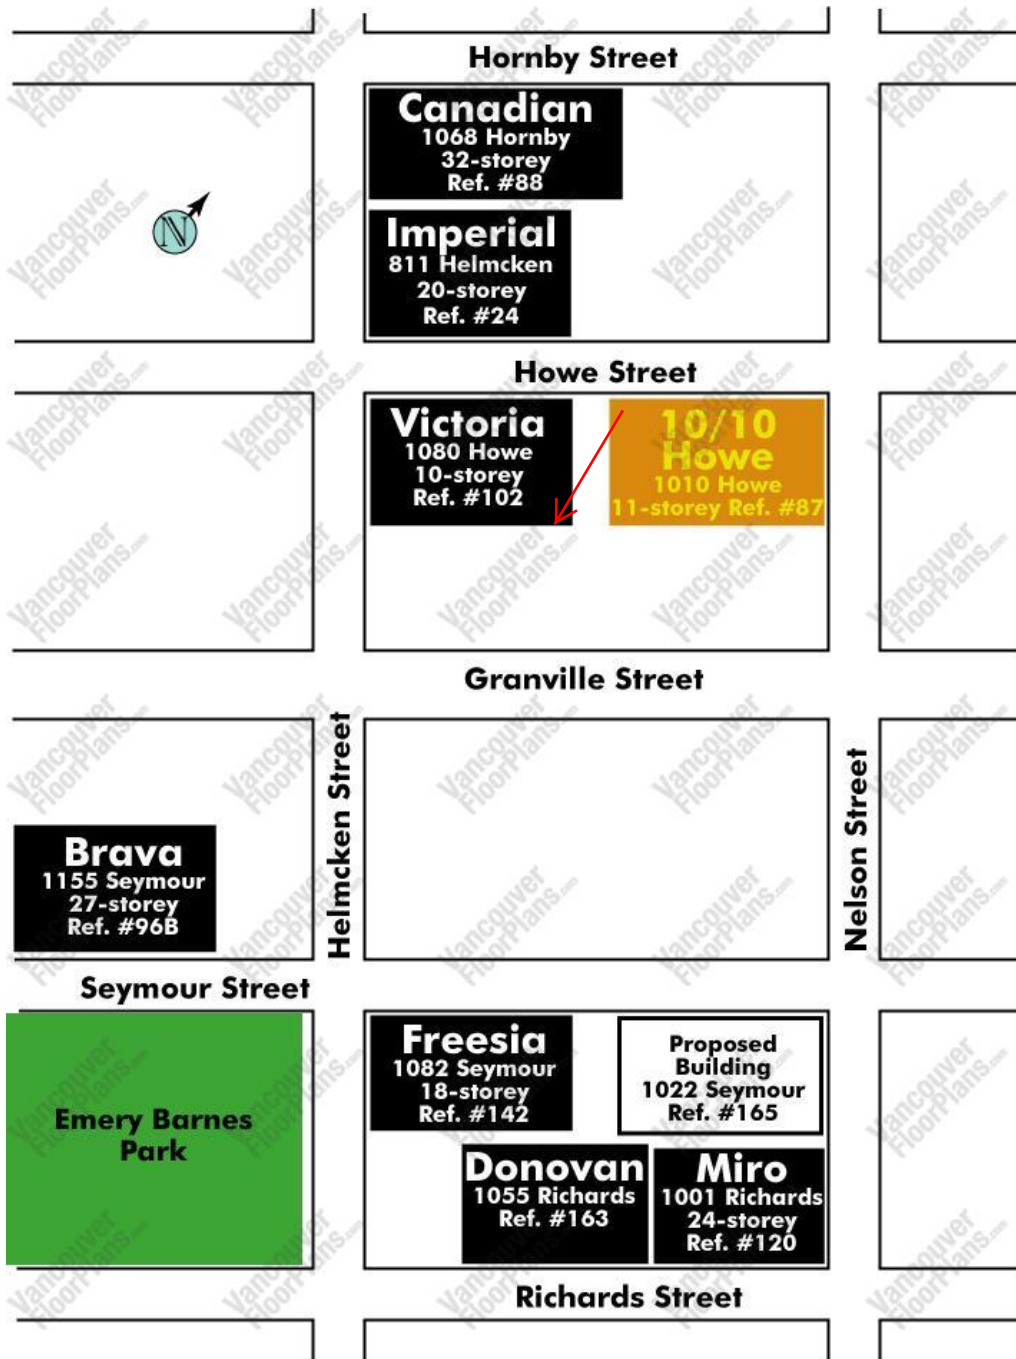 Hornby Street
Canadian
1068 Hornby
32-storey
Ref. #88
N
Imperial
811 Helmcken
20-storey
Ref. #24
Howe Street
Victoria
1080 Howe
10-storey
Ref. #102
10/10
Howe
1010 Howe
11-storey Ref. #87
Granville Street
Helmcken Street
Nelson Street
Brava
1155 Seymour
27-storey
Ref. #96B
Seymour Street
Emery Barnes
Park
Freesia
1082 Seymour
18-storey
Ref. #142
Proposed
Building
1022 Seymour
Ref. #165
Donovan
1055 Richards
Ref. #163
Miro
1001 Richards
24-storey
Ref. #120
Richards Street
Vancouver
FloorPlans.com